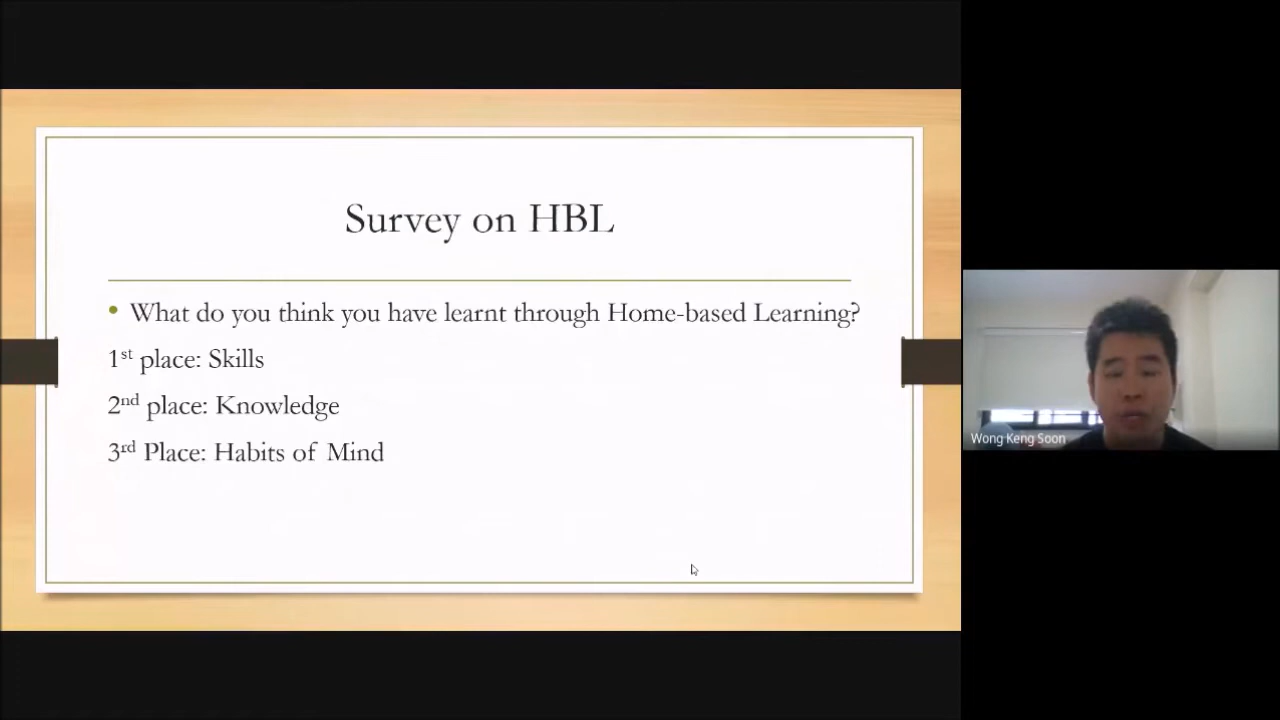 Survey on HBL
• What do you think you have learnt through Home-based Learning?
1st place: Skills
2nd place: Knowledge
3rd Place: Habits of Mind
Wong Keng Soon